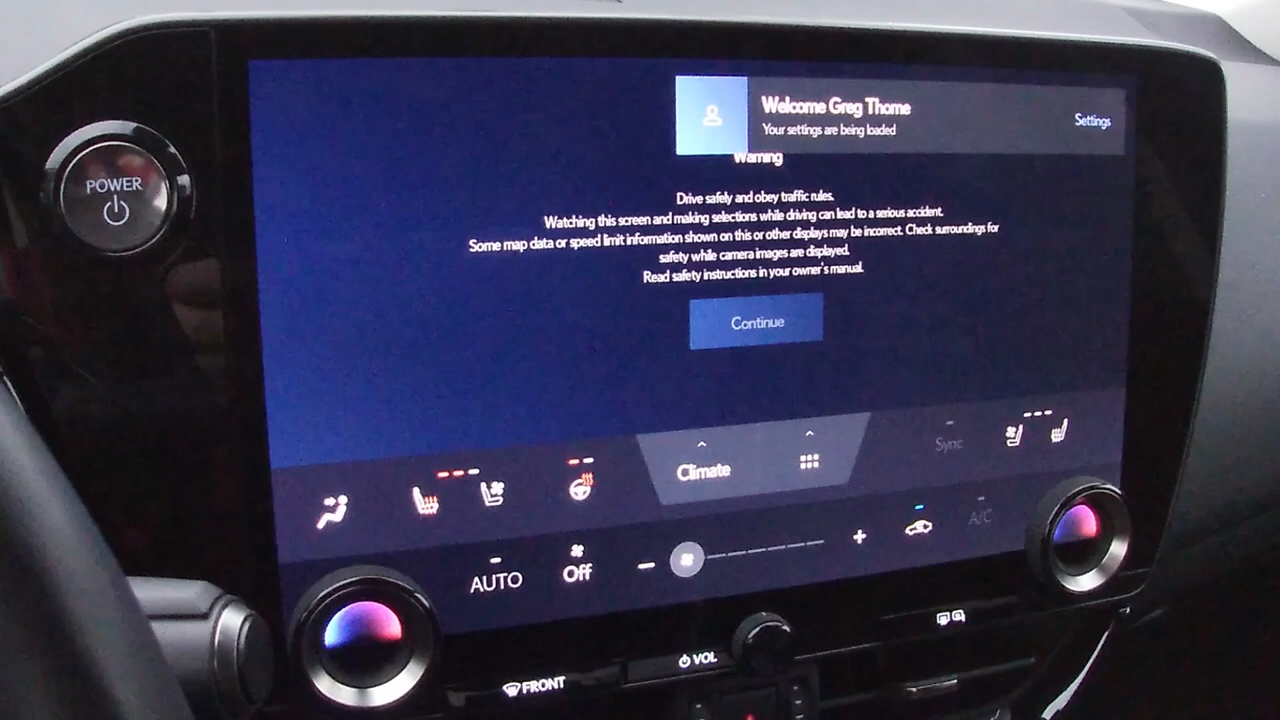 POWER
Welcome Greg Thome
Your settings are being loaded
Settings
Warning
Drive safely and obey traffic rules.
Watching this screen and making selections while driving can lead to a serious accident.
Some map data or speed limit information shown on this or other displays may be incorrect. Check surroundings for
safety while camera images are displayed.
Read safety instructions in your owner's manual.
Continue
Climate
Sync
AUTO
Off
A/C
VOL
FRONT